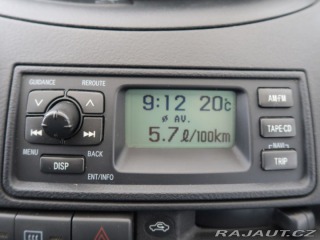 GUIDANCE REROUTE
9:12 20°C
ø AV.
5.7ℓ/100km
AM·FM
TAPE·CD
MENU BACK
DISP
ENT/INFO
TRIP
RAJAUT.CZ